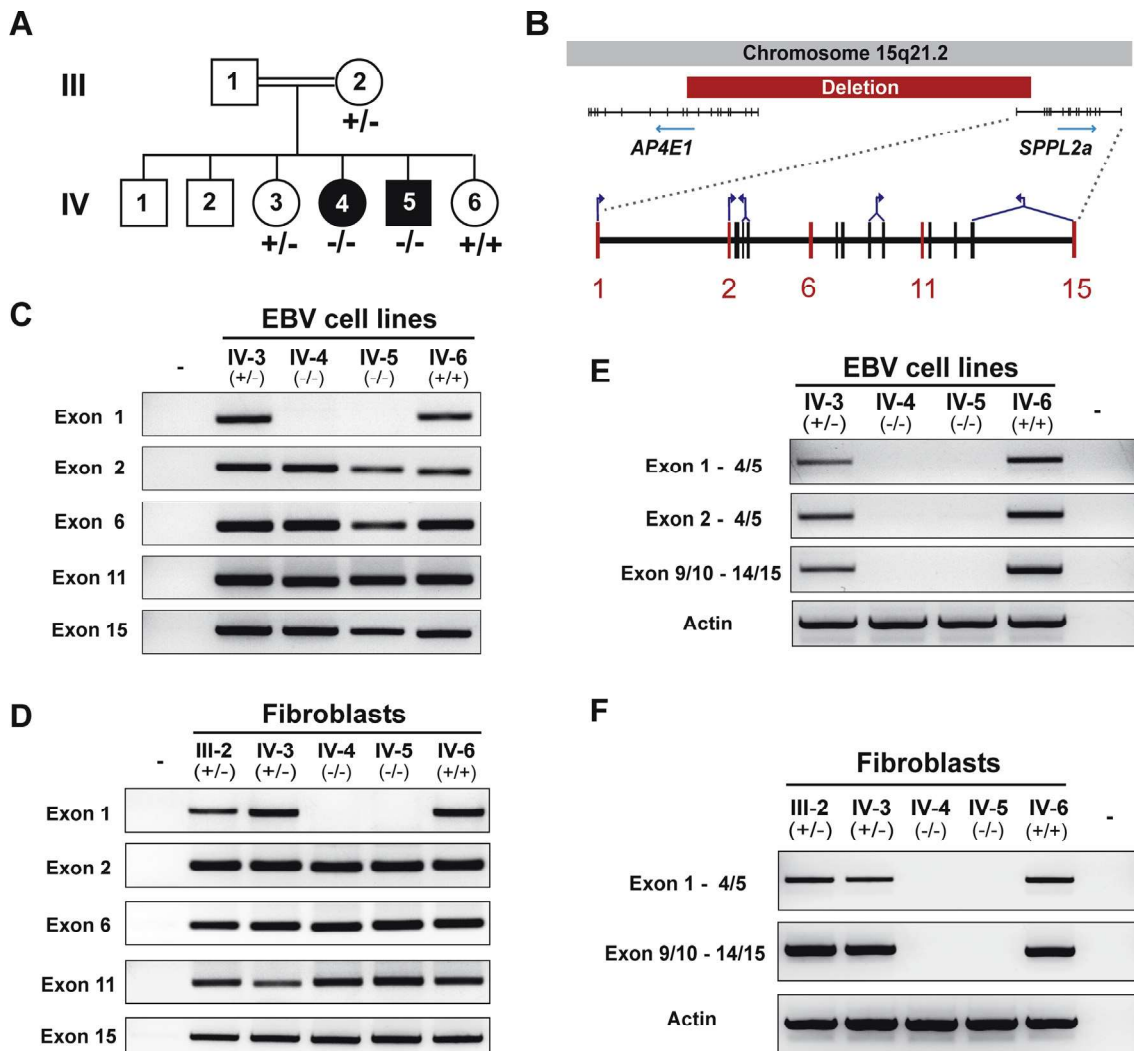 A
III
1
2
+/-
IV
1
2
3
4
5
6
+/-
-/-
-/-
+/+
B
Chromosome 15q21.2
Deletion
AP4E1
SPPL2a
1
2
6
11
15
C
EBV cell lines
-
IV-3
IV-4
IV-5
IV-6
(+/-)
(-/-)
(-/-)
(+/+)
Exon 1
Exon 2
Exon 6
Exon 11
Exon 15
D
Fibroblasts
-
III-2
IV-3
IV-4
IV-5
IV-6
(+/-)
(+/-)
(-/-)
(-/-)
(+/+)
Exon 1
Exon 2
Exon 6
Exon 11
Exon 15
E
EBV cell lines
IV-3
IV-4
IV-5
IV-6
-
(+/-)
(-/-)
(-/-)
(+/+)
Exon 1 - 4/5
Exon 2 - 4/5
Exon 9/10 - 14/15
Actin
F
Fibroblasts
III-2
IV-3
IV-4
IV-5
IV-6
-
(+/-)
(+/-)
(-/-)
(-/-)
(+/+)
Exon 1 - 4/5
Exon 9/10 - 14/15
Actin